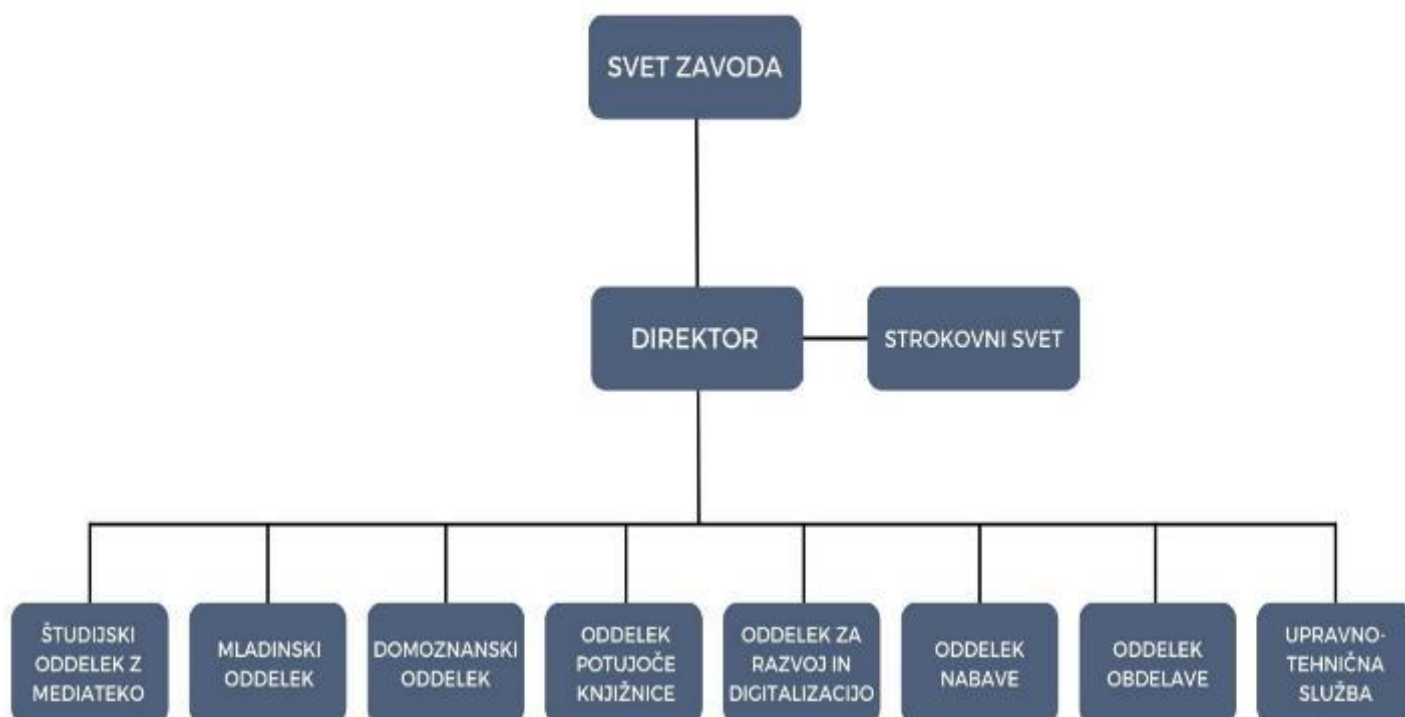 SVET ZAVODA
DIREKTOR
STROKOVNI SVET
ŠTUDIJSKI
ODDELEK Z
MEDIATEKO
MLADINSKI
ODDELEK
DOMOZNANSKI
ODDELEK
ODDELEK
POTUJOČE
KNJIŽNICE
ODDELEK ZA
RAZVOJ IN
DIGITALIZACIJO
ODDELEK
NABAVE
ODDELEK
OBDELAVE
UPRAVNO-
TEHNIČNA
SLUŽBA